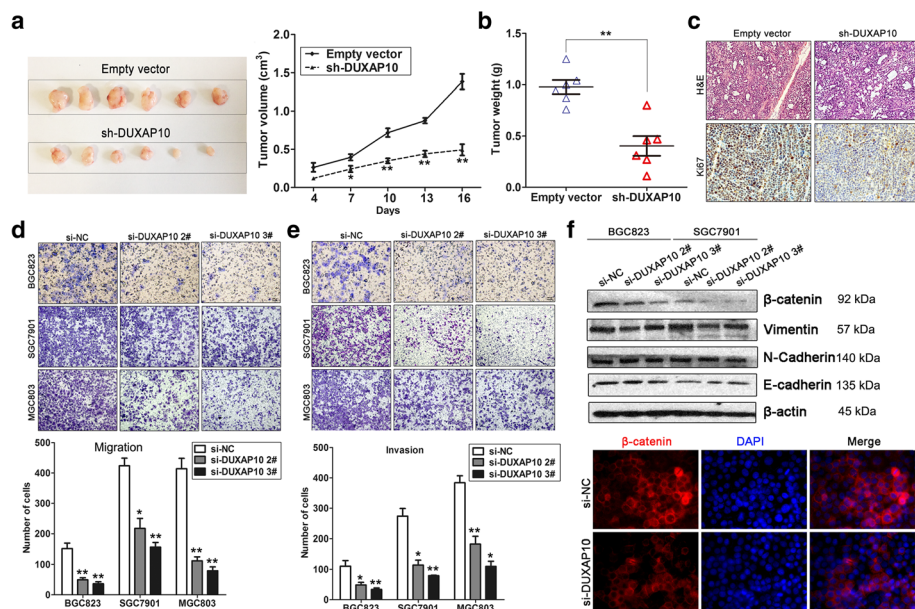 a
Empty vector
sh-DUXAP10
Tumor volume (cm³)
2.0
1.5
1.0
0.5
0.0
Empty vector
sh-DUXAP10
*
**
**
**
4 7 10 13 16
Days
b
Tumor weight (g)
1.5
1.0
0.5
0.0
**
Empty vector sh-DUXAP10
c
Empty vector sh-DUXAP10
H&E
Ki67
d
si-NC si-DUXAP10 2# si-DUXAP10 3#
BGC823
SGC7901
MGC803
Migration
Number of cells
500
400
300
200
100
0
si-NC
si-DUXAP10 2#
si-DUXAP10 3#
** **
* **
** **
BGC823 SGC7901 MGC803
e
si-NC si-DUXAP10 2# si-DUXAP10 3#
BGC823
SGC7901
MGC803
Invasion
Number of cells
500
400
300
200
100
0
si-NC
si-DUXAP10 2#
si-DUXAP10 3#
* **
* **
** *
BGC823 SGC7901 MGC803
f
BGC823 SGC7901
si-NC si-DUXAP10 2# si-DUXAP10 3# si-NC si-DUXAP10 2# si-DUXAP10 3#
β-catenin 92 kDa
Vimentin 57 kDa
N-Cadherin 140 kDa
E-cadherin 135 kDa
β-actin 45 kDa
β-catenin DAPI Merge
si-NC
si-DUXAP10